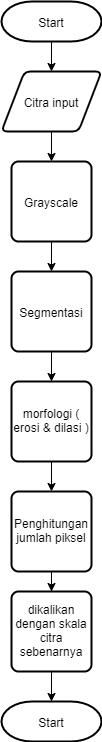 Start
Citra input
Grayscale
Segmentasi
morfologi (
erosi & dilasi )
Penghitungan
jumlah piksel
dikalikan
dengan skala
citra
sebenarnya
Start